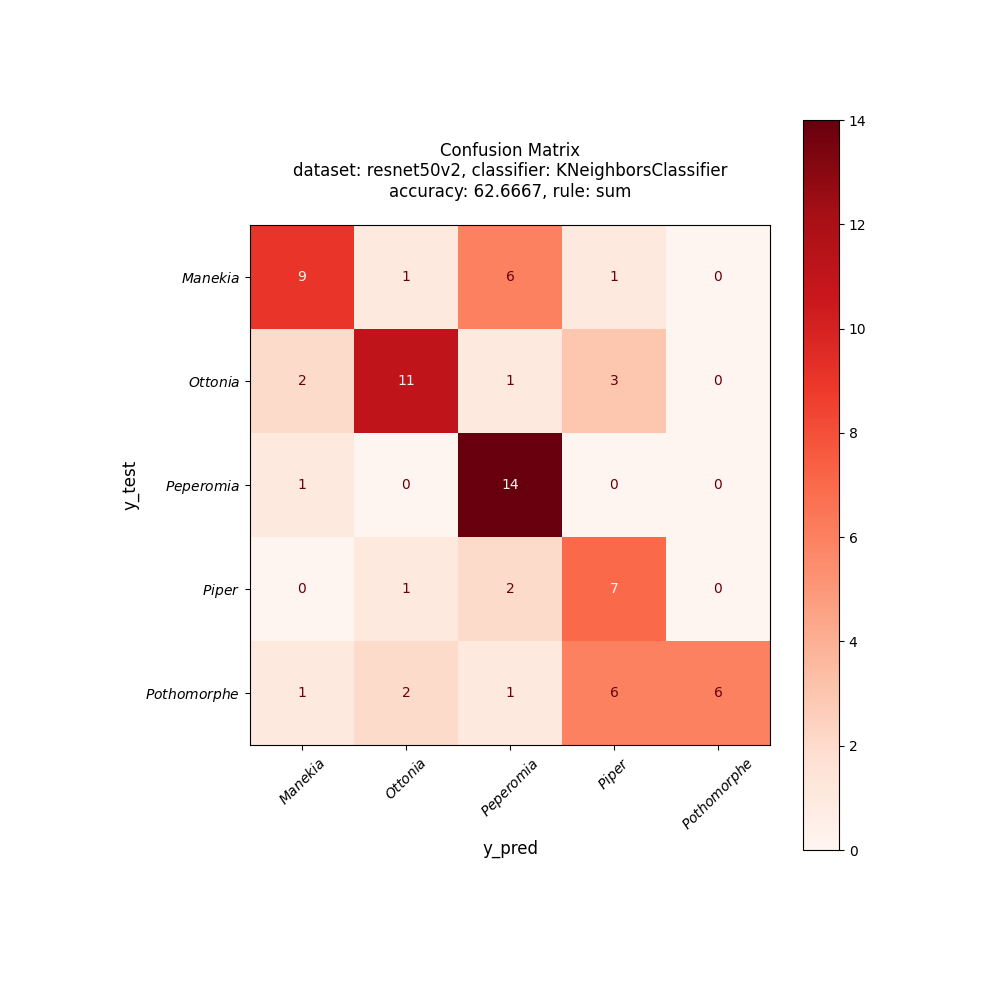 Confusion Matrix
dataset: resnet50v2, classifier: KNeighborsClassifier
accuracy: 62.6667, rule: sum
y_test
Manekia 9 1 6 1 0
Ottonia 2 11 1 3 0
Peperomia 1 0 14 0 0
Piper 0 1 2 7 0
Pothomorphe 1 2 1 6 6
Manekia Ottonia Peperomia Piper Pothomorphe
y_pred
14
12
10
8
6
4
2
0